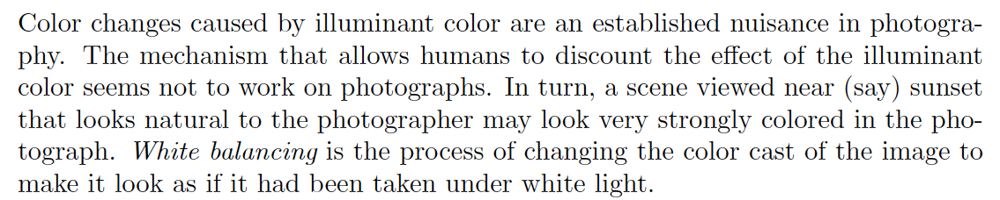 Color changes caused by illuminant color are an established nuisance in photogra-
phy. The mechanism that allows humans to discount the effect of the illuminant
color seems not to work on photographs. In turn, a scene viewed near (say) sunset
that looks natural to the photographer may look very strongly colored in the pho-
tograph. White balancing is the process of changing the color cast of the image to
make it look as if it had been taken under white light.